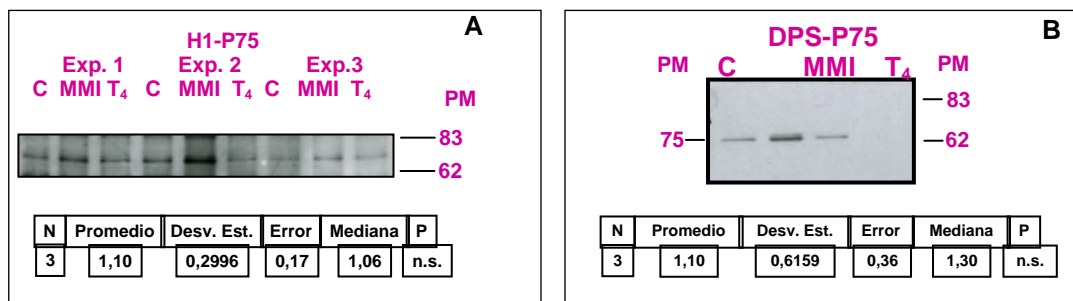 A
H1-P75
Exp. 1 Exp. 2 Exp.3
C MMI T4 C MMI T4 C MMI T4
PM
83
62
N Promedio Desv. Est. Error Mediana P
3 1,10 0,2996 0,17 1,06 n.s.
B
DPS-P75
PM C MMI T4 PM
83
75 62
N Promedio Desv. Est. Error Mediana P
3 1,10 0,6159 0,36 1,30 n.s.